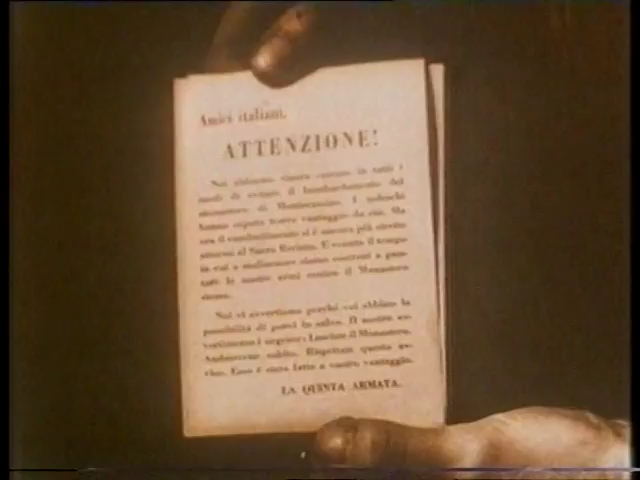 Amici italiani,
ATTENZIONE!
Noi abbiamo sinora cercato in tutti i
modi di evitare il bombardamento del
monastero di Montecassino. I tedeschi
hanno saputo trarre vantaggio da ciò. Ma
ora il combattimento si è ancora più stretto
attorno al Sacro Recinto. È venuto il tempo
in cui a malincuore siamo costretti a pun-
tare le nostre armi contro il Monastero
stesso.
Noi vi avvertiamo perchè voi abbiate la
possibilità di porvi in salvo. Il nostro av-
vertimento è urgente: Lasciate il Monastero.
Andatevene subito. Rispettate questo av-
viso. Esso è stato fatto a vostro vantaggio.
LA QUINTA ARMATA.